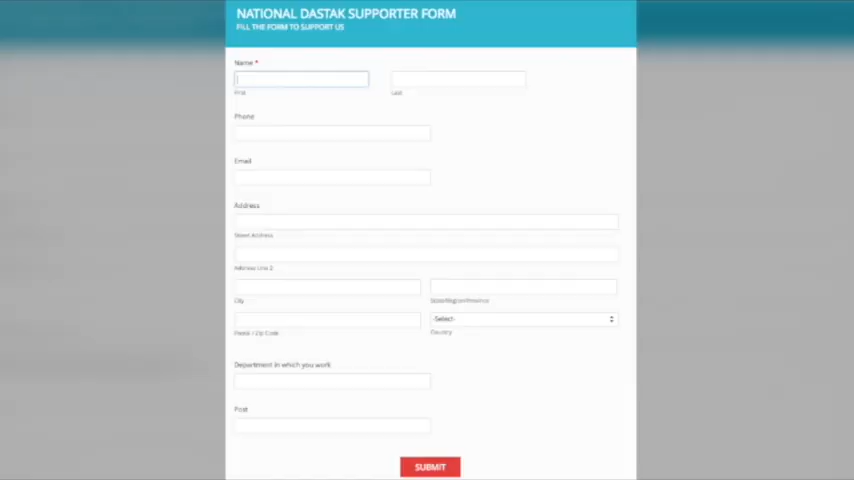 NATIONAL DASTAK SUPPORTER FORM
FILL THE FORM TO SUPPORT US
Name *
First
Last
Phone
Email
Address
Street Address
Address Line 2
City
State/Region/Province
Postal / Zip Code
-Select-
Country
Department in which you work
Post
SUBMIT